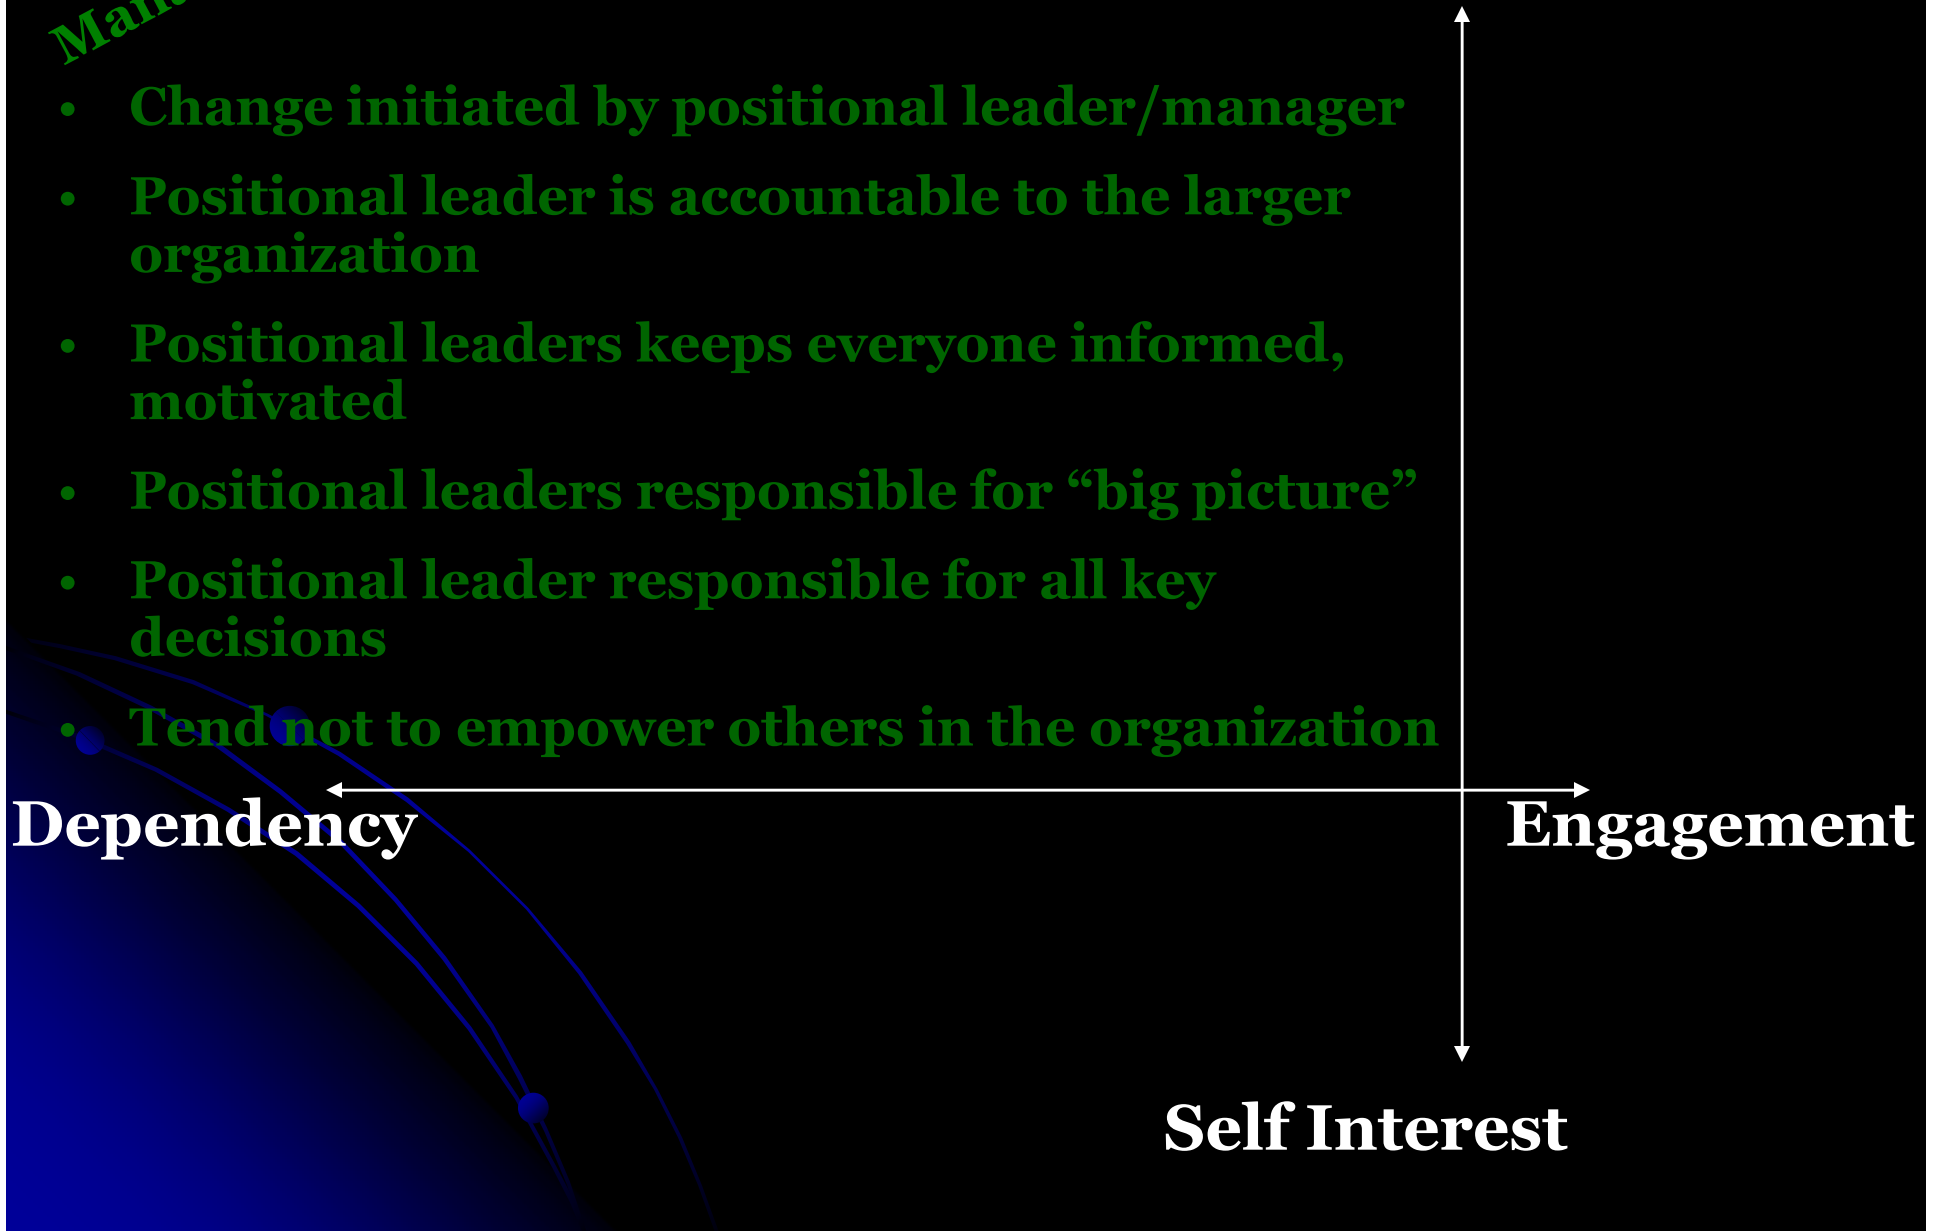 • Change initiated by positional leader/manager
• Positional leader is accountable to the larger
organization
• Positional leaders keeps everyone informed,
motivated
• Positional leaders responsible for “big picture”
• Positional leader responsible for all key
decisions
• Tend not to empower others in the organization
Dependency Engagement
Self Interest